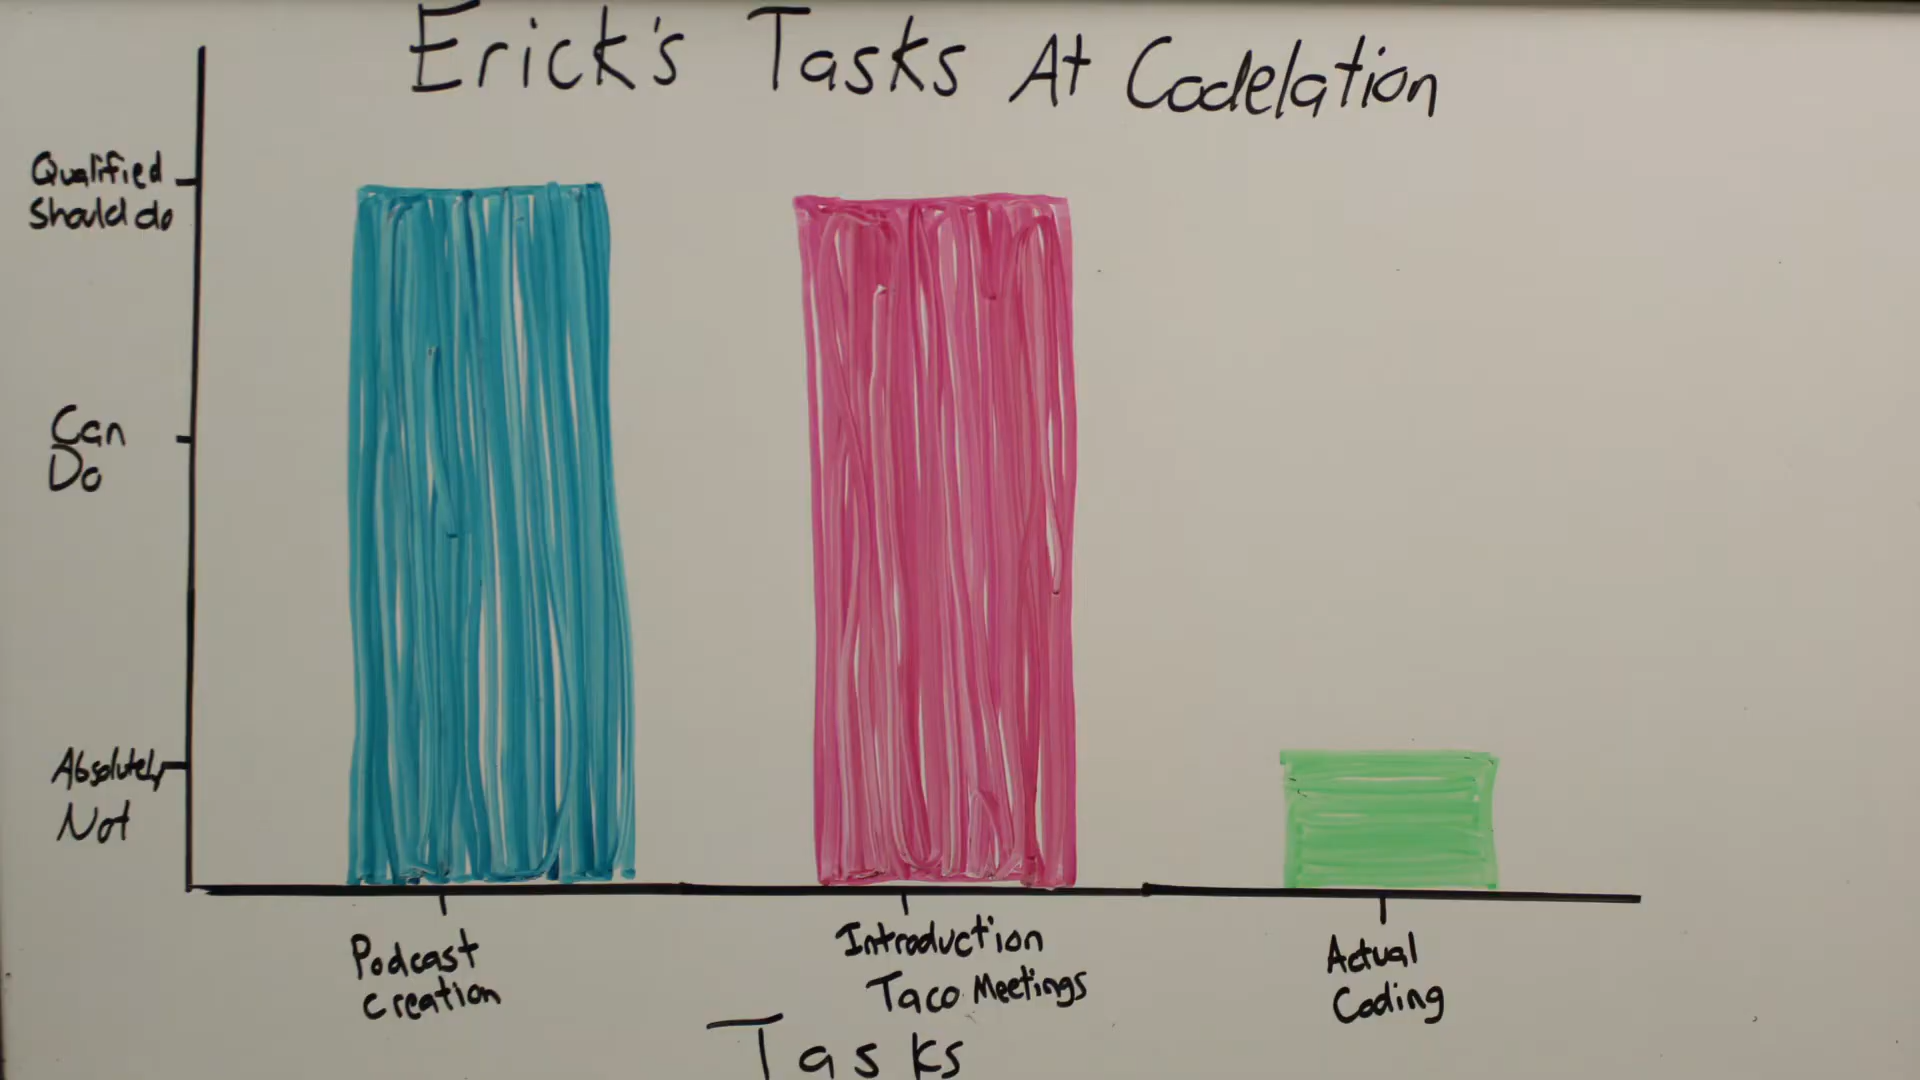 Erick's Tasks At Codelation
Qualified
Should do
Can
Do
Absolutely
Not
Podcast
Creation
Introduction
Taco Meetings
Actual
Coding
Tasks